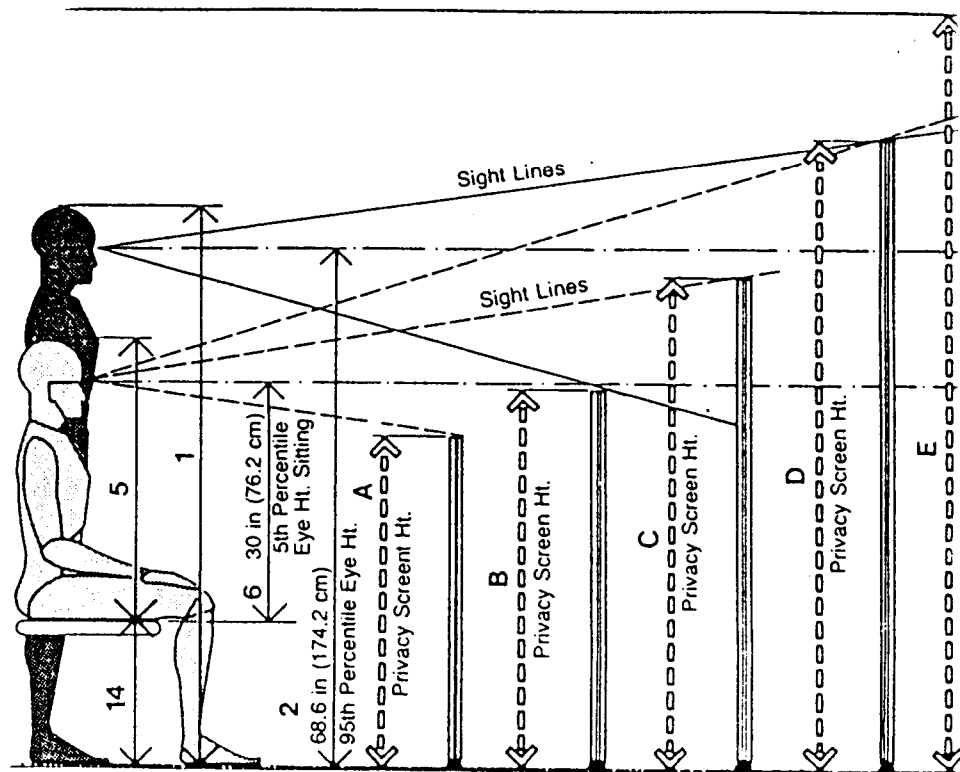 Sight Lines
Sight Lines
14
5
1
6
30 in (76.2 cm)
5th Percentile
Eye Ht. Sitting
2
68.6 in (174.2 cm)
95th Percentile Eye Ht.
A
Privacy Screent Ht.
B
Privacy Screen Ht.
C
Privacy Screen Ht.
D
Privacy Screen Ht.
E